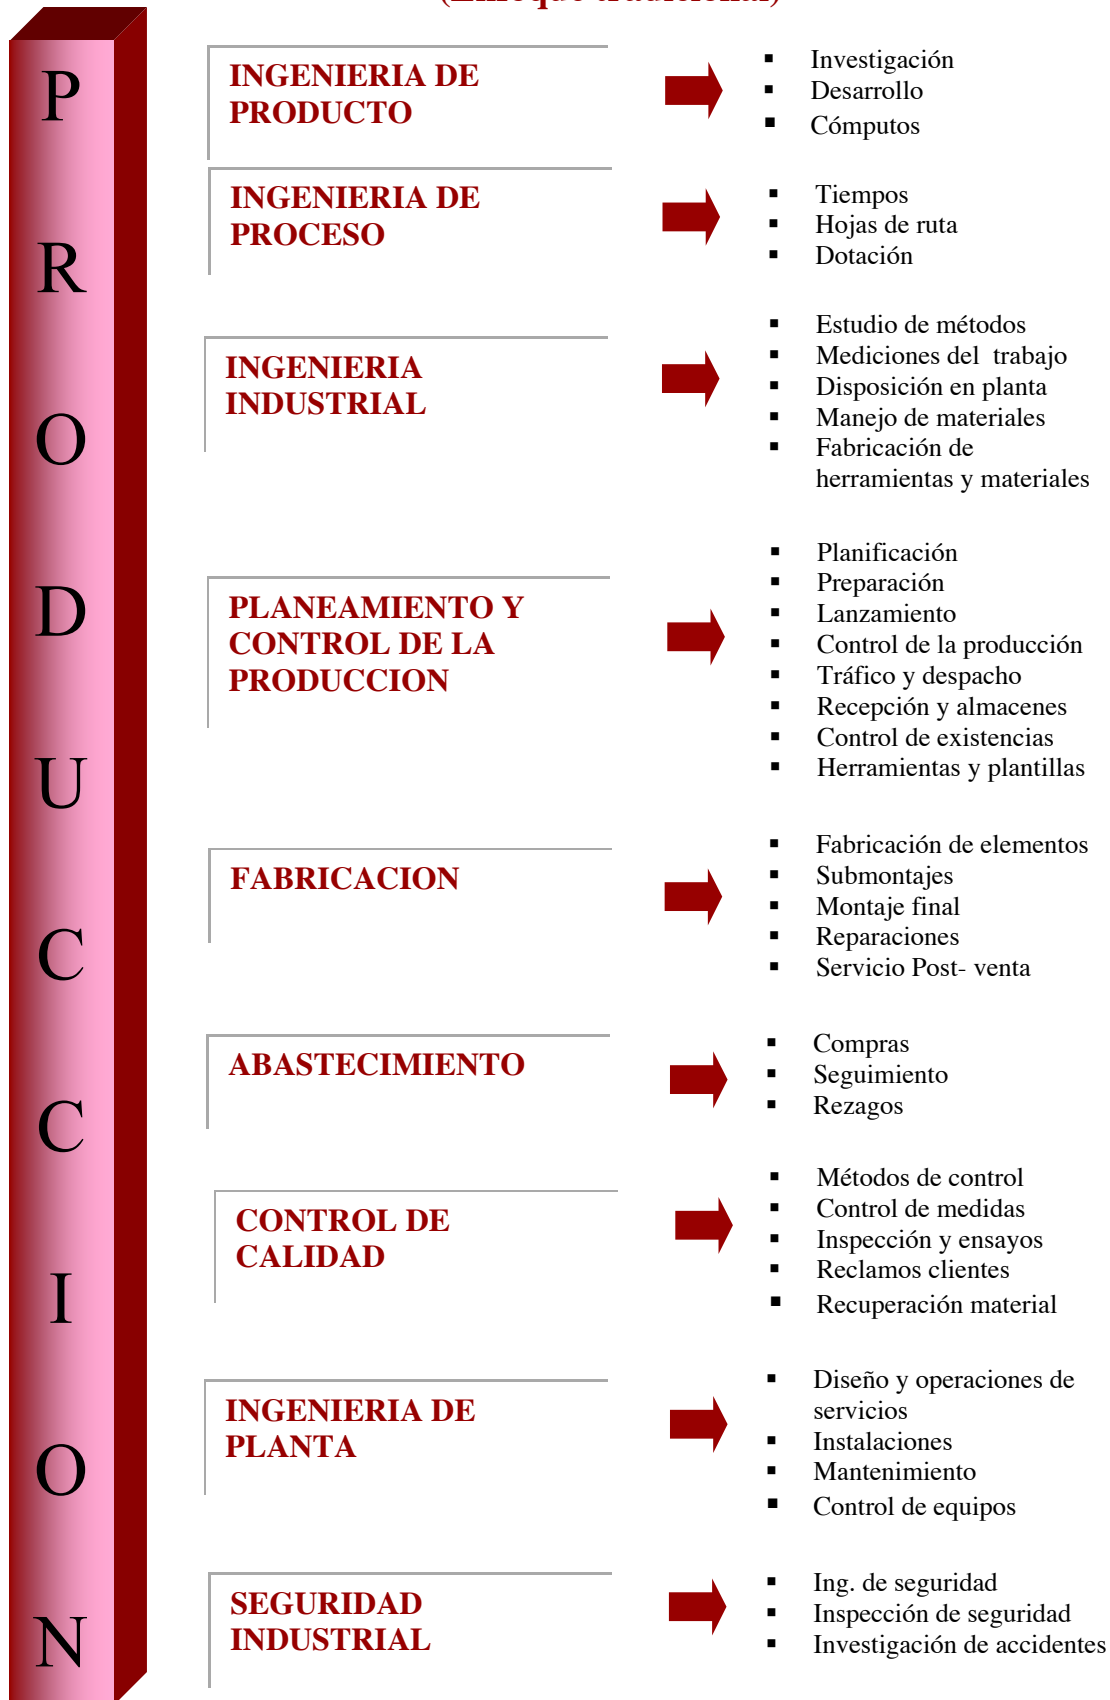 (Enfoque tradicional)
P
R
O
D
U
C
C
I
O
N
INGENIERIA DE
PRODUCTO
▪ Investigación
▪ Desarrollo
▪ Cómputos
INGENIERIA DE
PROCESO
▪ Tiempos
▪ Hojas de ruta
▪ Dotación
INGENIERIA
INDUSTRIAL
▪ Estudio de métodos
▪ Mediciones del trabajo
▪ Disposición en planta
▪ Manejo de materiales
▪ Fabricación de
herramientas y materiales
PLANEAMIENTO Y
CONTROL DE LA
PRODUCCION
▪ Planificación
▪ Preparación
▪ Lanzamiento
▪ Control de la producción
▪ Tráfico y despacho
▪ Recepción y almacenes
▪ Control de existencias
▪ Herramientas y plantillas
FABRICACION
▪ Fabricación de elementos
▪ Submontajes
▪ Montaje final
▪ Reparaciones
▪ Servicio Post- venta
ABASTECIMIENTO
▪ Compras
▪ Seguimiento
▪ Rezagos
CONTROL DE
CALIDAD
▪ Métodos de control
▪ Control de medidas
▪ Inspección y ensayos
▪ Reclamos clientes
▪ Recuperación material
INGENIERIA DE
PLANTA
▪ Diseño y operaciones de
servicios
▪ Instalaciones
▪ Mantenimiento
▪ Control de equipos
SEGURIDAD
INDUSTRIAL
▪ Ing. de seguridad
▪ Inspección de seguridad
▪ Investigación de accidentes